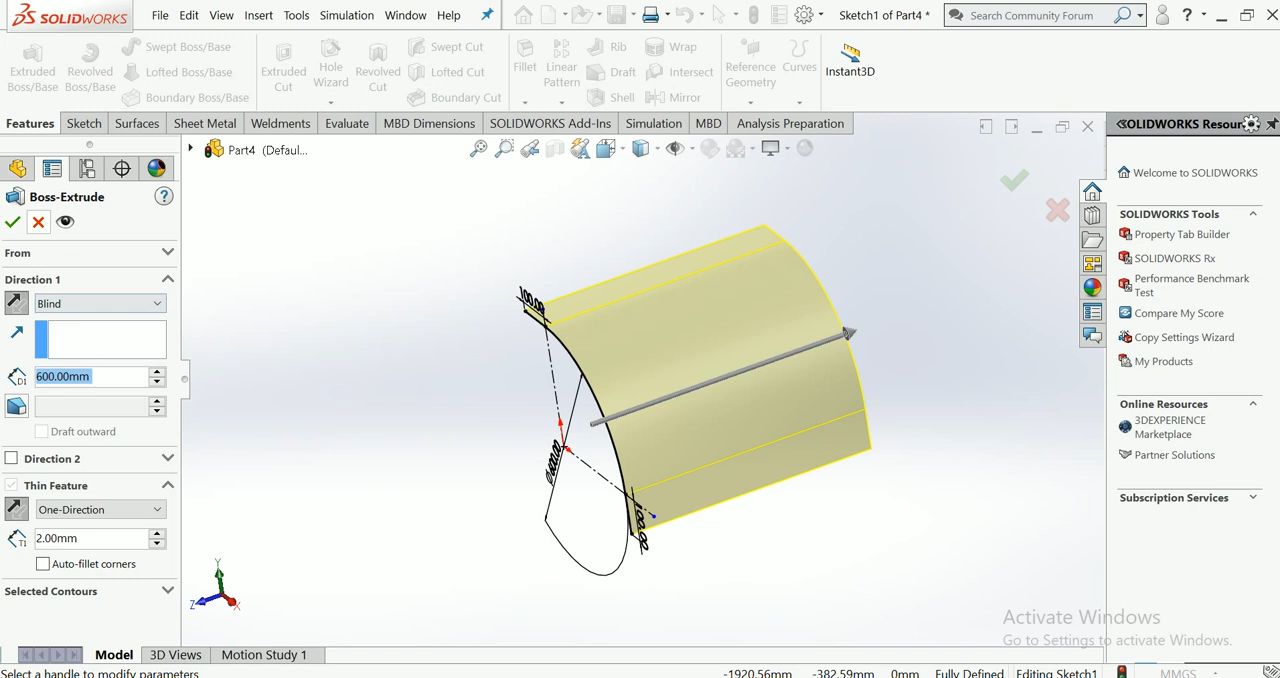 SOLIDWORKS File Edit View Insert Tools Simulation Window Help Sketch1 of Part4 * Search Community Forum ?
Extruded Boss/Base
Revolved Boss/Base
Swept Boss/Base
Lofted Boss/Base
Boundary Boss/Base
Extruded Cut
Hole Wizard
Revolved Cut
Swept Cut
Lofted Cut
Boundary Cut
Fillet
Linear Pattern
Rib
Draft
Shell
Wrap
Intersect
Mirror
Reference Geometry
Curves
Instant3D
Features Sketch Surfaces Sheet Metal Weldments Evaluate MBD Dimensions SOLIDWORKS Add-Ins Simulation MBD Analysis Preparation
Part4 (Defaul...
Boss-Extrude ?
From
Direction 1
Blind
D1 600.00mm
Draft outward
Direction 2
Thin Feature
One-Direction
T1 2.00mm
Auto-fillet corners
Selected Contours
100.00
100.00
Y
Z
X
SOLIDWORKS Resour
Welcome to SOLIDWORKS
SOLIDWORKS Tools
Property Tab Builder
SOLIDWORKS Rx
Performance Benchmark
Test
Compare My Score
Copy Settings Wizard
My Products
Online Resources
3DEXPERIENCE
Marketplace
Partner Solutions
Subscription Services
Activate Windows
Go to Settings to activate Windows.
Model 3D Views Motion Study 1
Select a handle to modify parameters -1920.56mm -382.59mm 0mm Fully Defined Editing Sketch1 MMGS